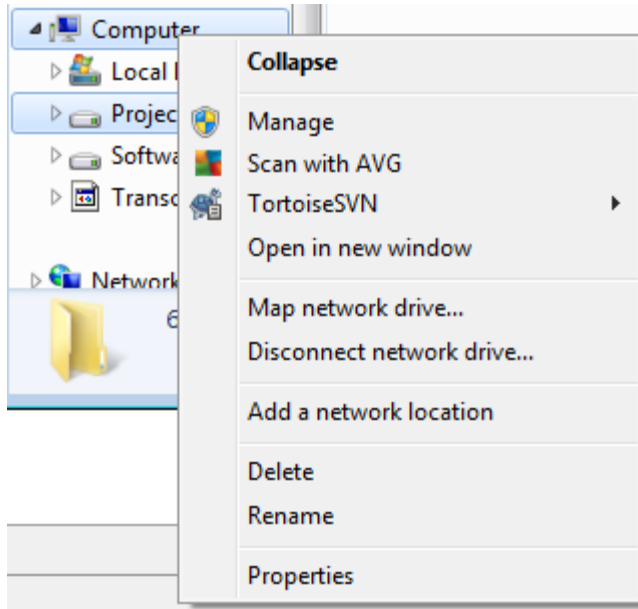 Computer
Local
Projec
Softwa
Transc
Network
6
Collapse
Manage
Scan with AVG
TortoiseSVN
Open in new window
Map network drive...
Disconnect network drive...
Add a network location
Delete
Rename
Properties